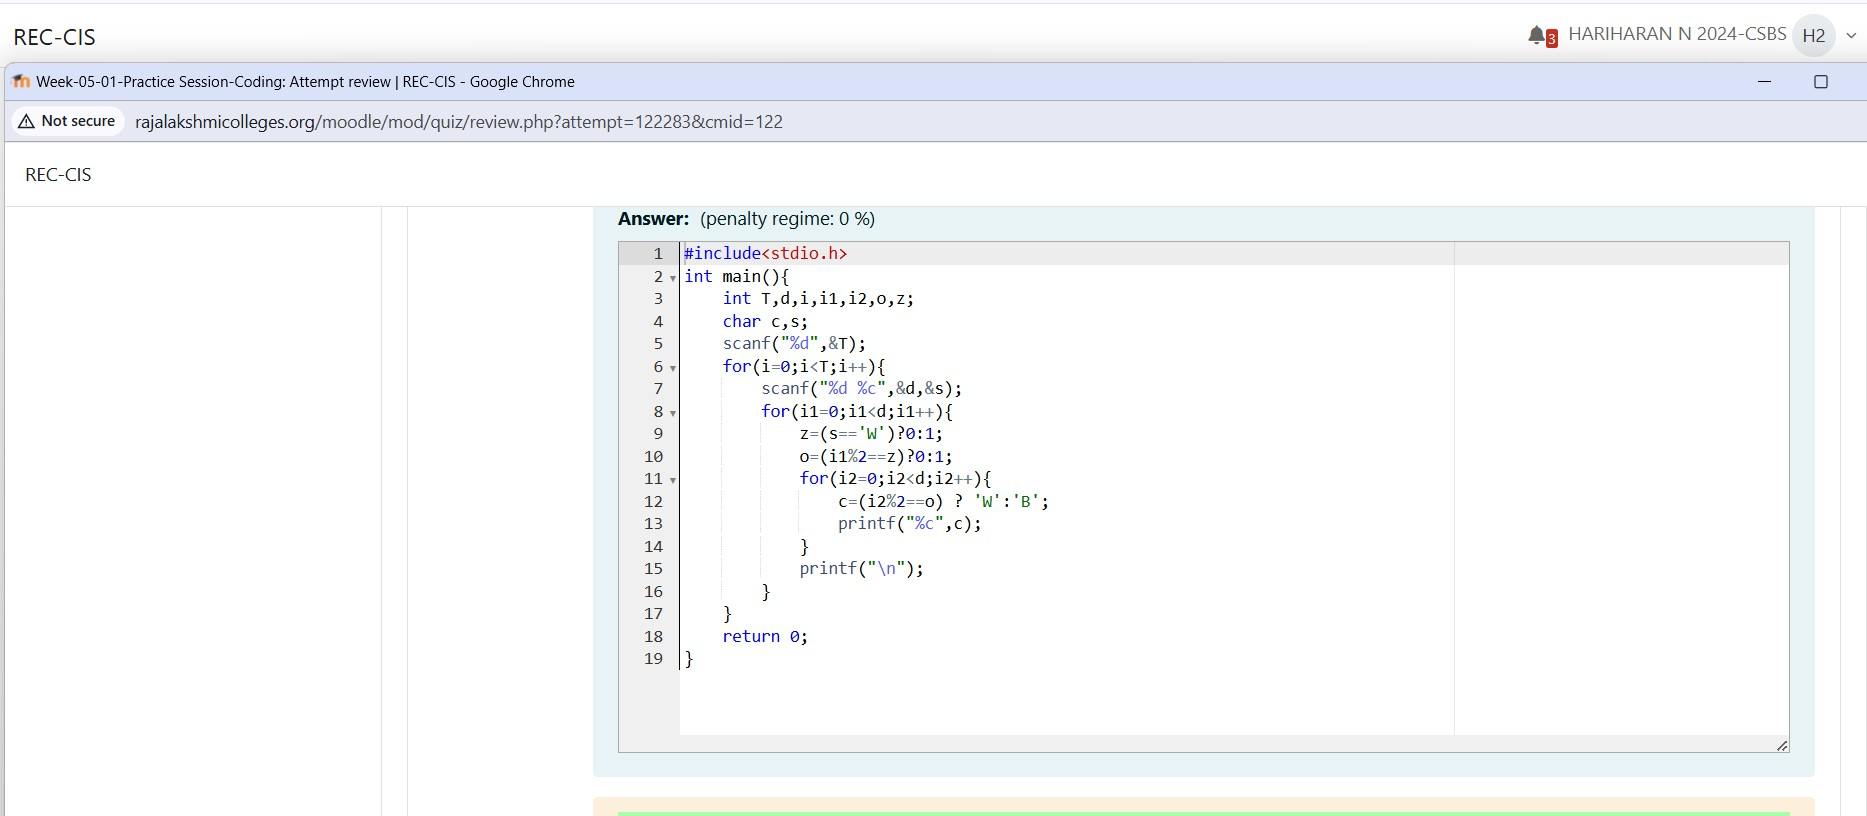 REC-CIS
3 HARIHARAN N 2024-CSBS H2
Week-05-01-Practice Session-Coding: Attempt review | REC-CIS - Google Chrome
Not secure rajalakshmicolleges.org/moodle/mod/quiz/review.php?attempt=122283&cmid=122
REC-CIS
Answer: (penalty regime: 0 %)
1 #include<stdio.h>
2 int main(){
3     int T,d,i,i1,i2,o,z;
4     char c,s;
5     scanf("%d",&T);
6     for(i=0;i<T;i++){
7         scanf("%d %c",&d,&s);
8         for(i1=0;i1<d;i1++){
9             z=(s=='W')?0:1;
10             o=(i1%2==z)?0:1;
11             for(i2=0;i2<d;i2++){
12                 c=(i2%2==o) ? 'W':'B';
13                 printf("%c",c);
14             }
15             printf("\n");
16         }
17     }
18     return 0;
19 }